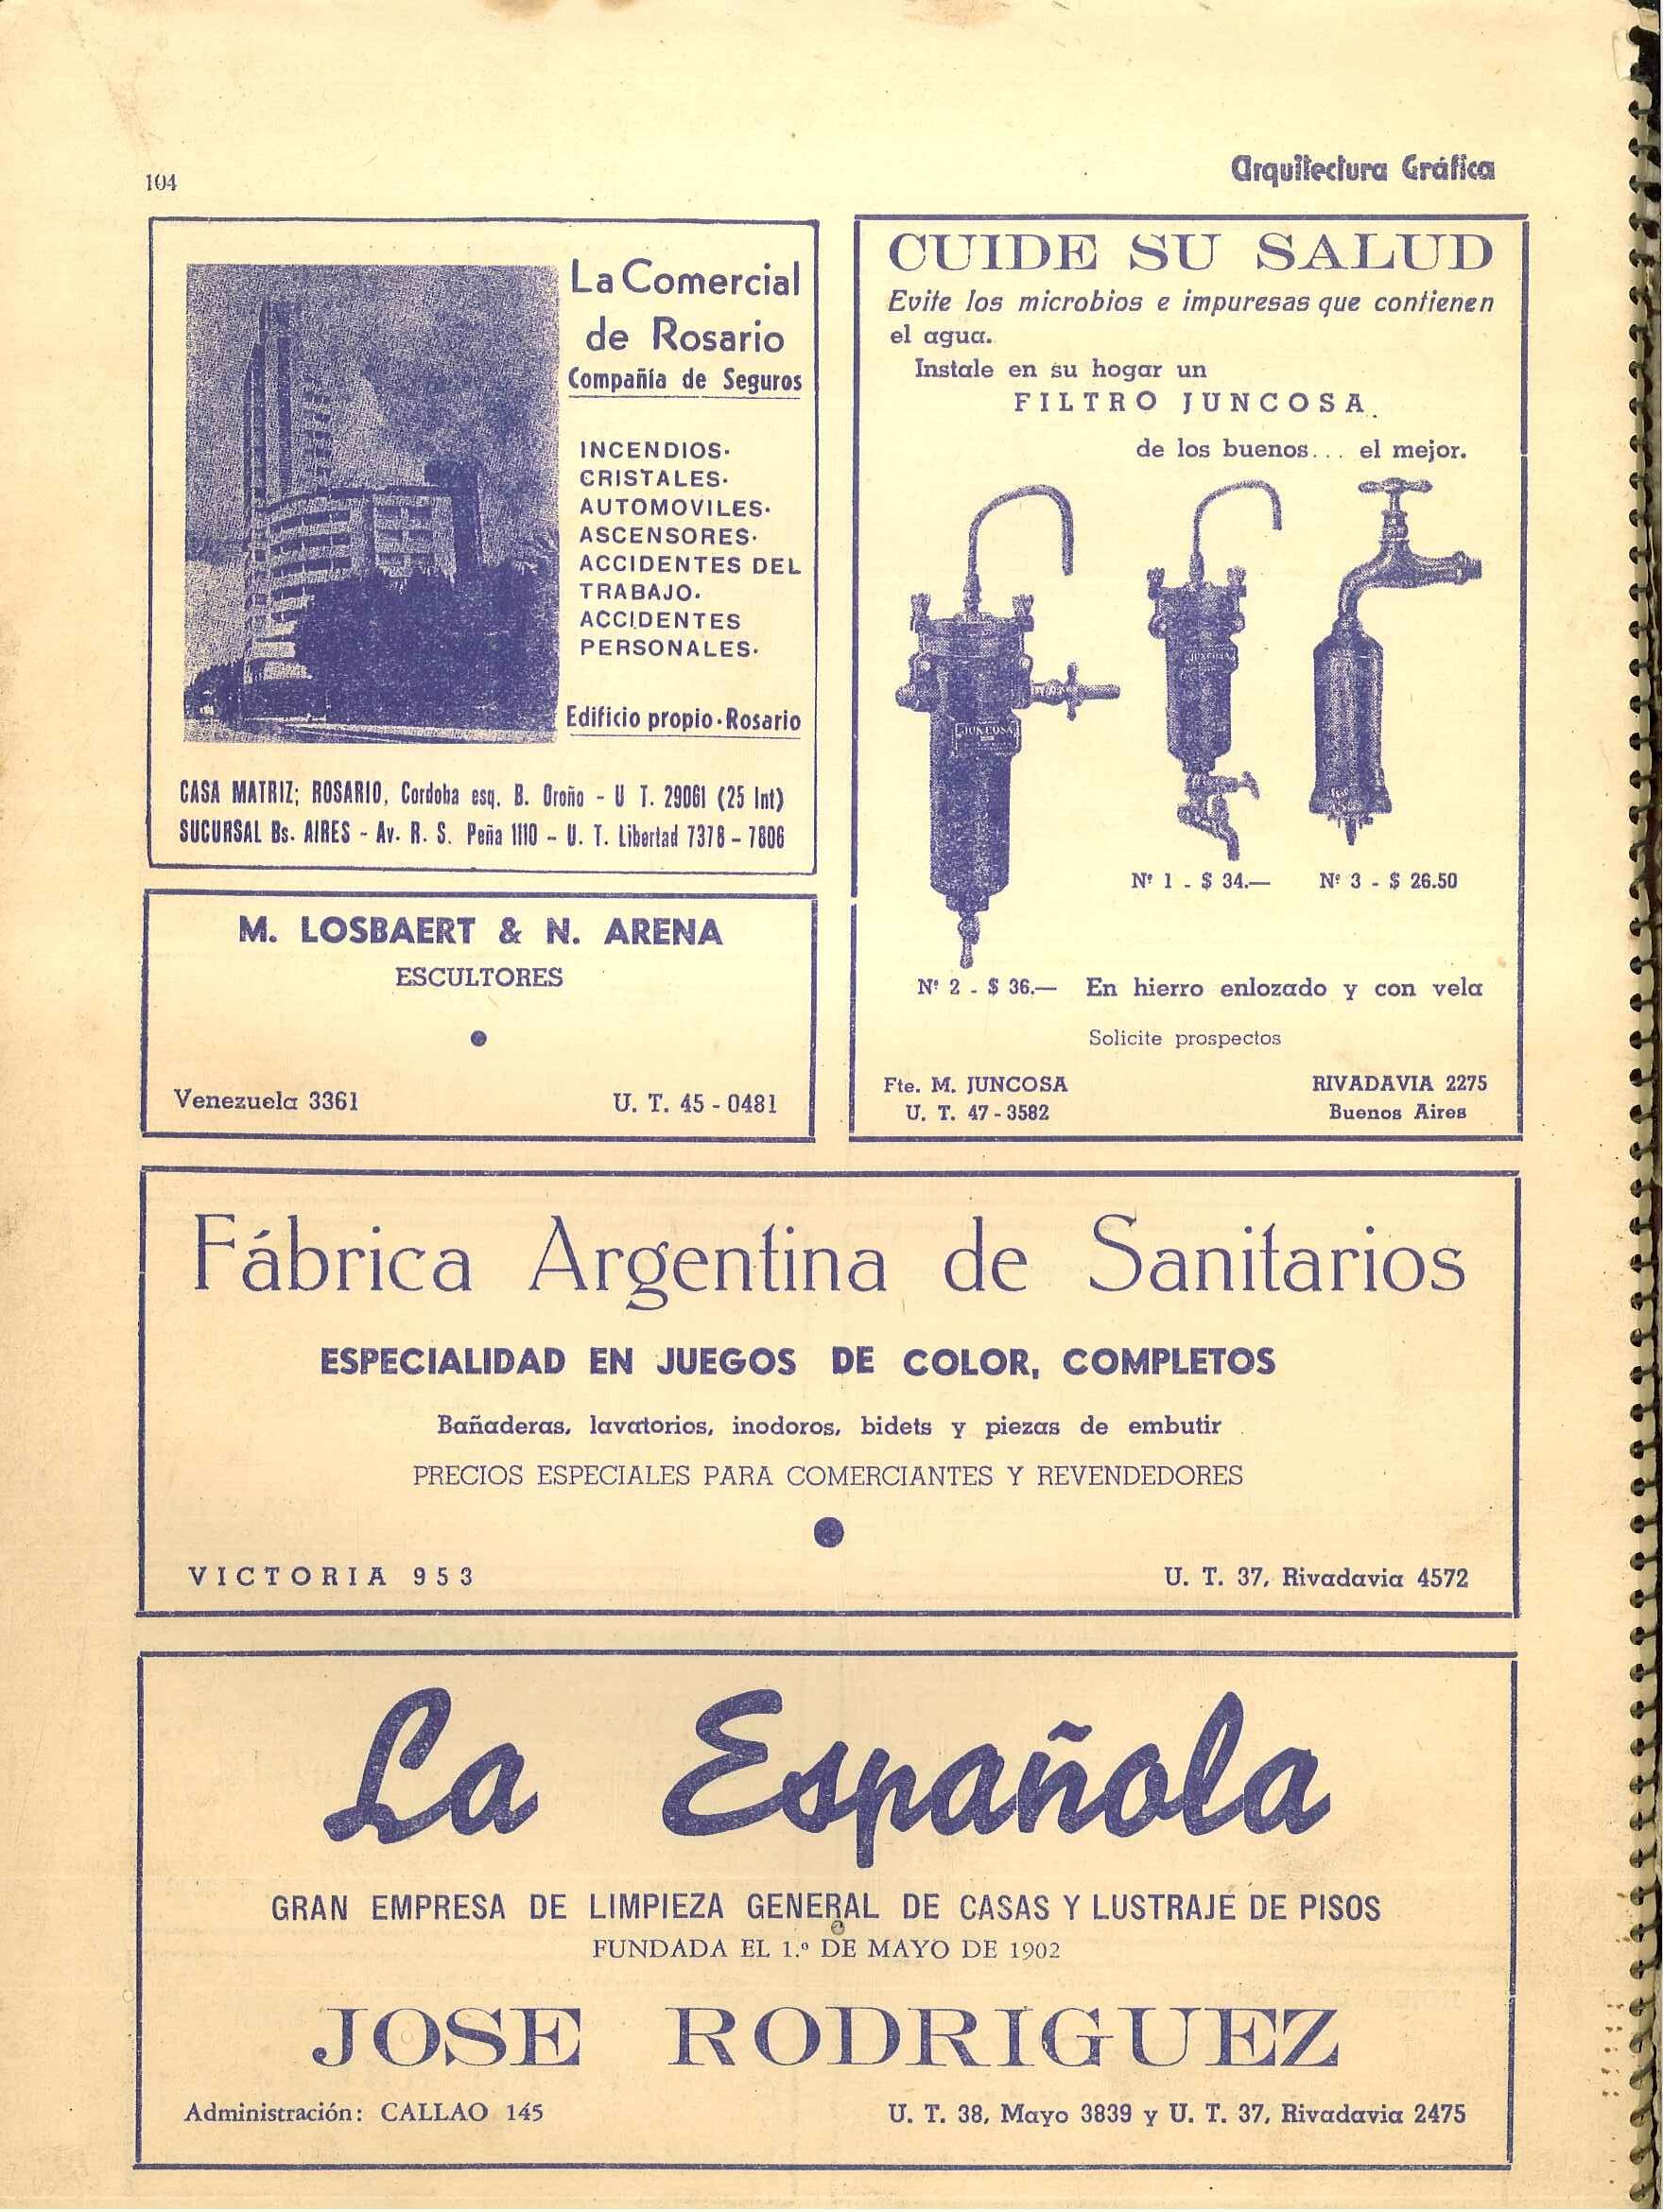 104
Arquitectura Gráfica
La Comercial
de Rosario
Compañía de Seguros
INCENDIOS·
CRISTALES·
AUTOMOVILES·
ASCENSORES·
ACCIDENTES DEL
TRABAJO·
ACCIDENTES
PERSONALES·
Edificio propio·Rosario
CASA MATRIZ; ROSARIO, Cordoba esq. B. Oroño - U T. 29061 (25 Int)
SUCURSAL Bs. AIRES - Av. R. S. Peña 1110 - U. T. Libertad 7378 - 7806
M. LOSBAERT & N. ARENA
ESCULTORES
Venezuela 3361
U. T. 45 - 0481
CUIDE SU SALUD
Evite los microbios e impuresas que contienen
el agua.
Instale en su hogar un
FILTRO JUNCOSA.
de los buenos... el mejor.
JUNCOSA
JUNCOSA
Nº 1 - $ 34.—
Nº 3 - $ 26.50
Nº 2 - $ 36.—
En hierro enlozado y con vela
Solicite prospectos
Fte. M. JUNCOSA
U. T. 47 - 3582
RIVADAVIA 2275
Buenos Aires
Fábrica Argentina de Sanitarios
ESPECIALIDAD EN JUEGOS DE COLOR, COMPLETOS
Bañaderas, lavatorios, inodoros, bidets y piezas de embutir
PRECIOS ESPECIALES PARA COMERCIANTES Y REVENDEDORES
VICTORIA 953
U. T. 37, Rivadavia 4572
La Española
GRAN EMPRESA DE LIMPIEZA GENERAL DE CASAS Y LUSTRAJE DE PISOS
FUNDADA EL 1.º DE MAYO DE 1902
JOSE RODRIGUEZ
Administración: CALLAO 145
U. T. 38, Mayo 3839 y U. T. 37, Rivadavia 2475